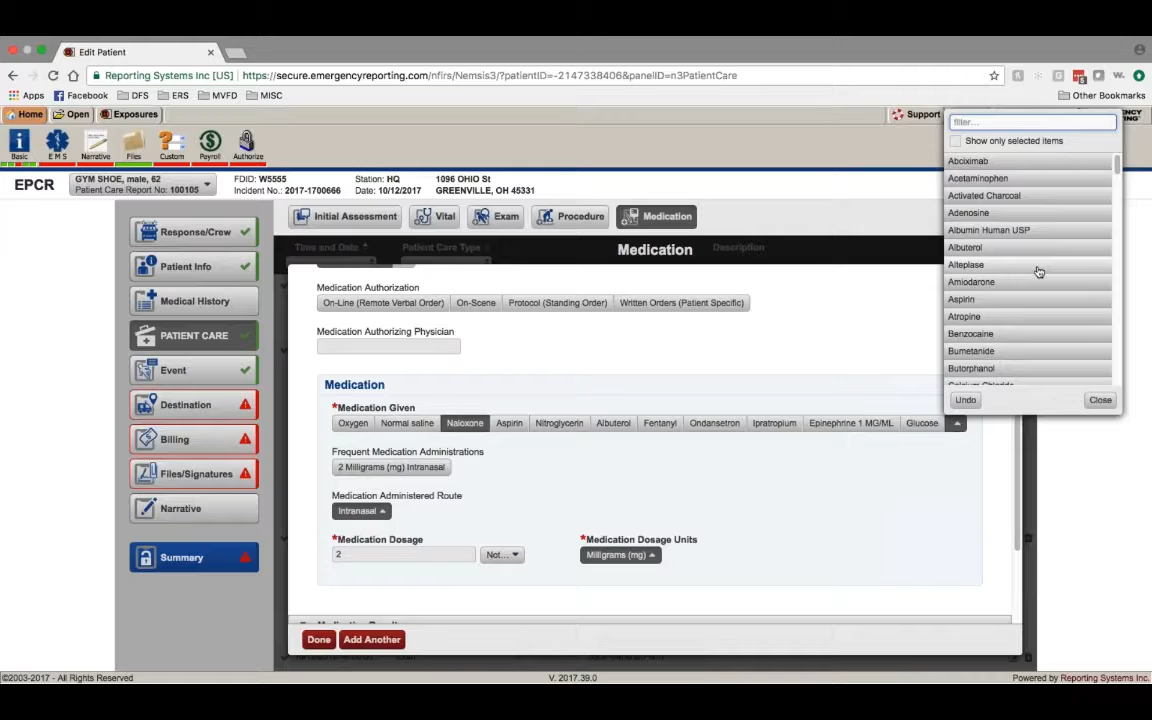 Edit Patient
Reporting Systems Inc [US] https://secure.emergencyreporting.com/nfirs/Nemsis3/?patientID=-2147338406&panelID=n3PatientCare
Apps Facebook DFS ERS MVFD MISC Other Bookmarks
Home Open Exposures Support
Basic EMS Narrative Files Custom Payroll Authorize
EPCR
GYM SHOE, male, 62
Patient Care Report No: 100105
FDID: W5555
Incident No.: 2017-1700666
Station: HQ
Date: 10/12/2017
1096 OHIO St
GREENVILLE, OH 45331
Response/Crew
Patient Info
Medical History
PATIENT CARE
Event
Destination
Billing
Files/Signatures
Narrative
Summary
Initial Assessment Vital Exam Procedure Medication
Time and Date Patient Care Type Medication Description
Medication Authorization
On-Line (Remote Verbal Order) On-Scene Protocol (Standing Order) Written Orders (Patient Specific)
Medication Authorizing Physician
Medication
*Medication Given
Oxygen Normal saline Naloxone Aspirin Nitroglycerin Albuterol Fentanyl Ondansetron Ipratropium Epinephrine 1 MG/ML Glucose
Frequent Medication Administrations
2 Milligrams (mg) Intranasal
Medication Administered Route
Intranasal
*Medication Dosage *Medication Dosage Units
2 Not... Milligrams (mg)
Done Add Another
filter...
Show only selected items
Abciximab
Acetaminophen
Activated Charcoal
Adenosine
Albumin Human USP
Albuterol
Alteplase
Amiodarone
Aspirin
Atropine
Benzocaine
Bumetanide
Butorphanol
Calcium Chloride
Undo Close
©2003-2017 - All Rights Reserved V. 2017.39.0 Powered by Reporting Systems Inc.